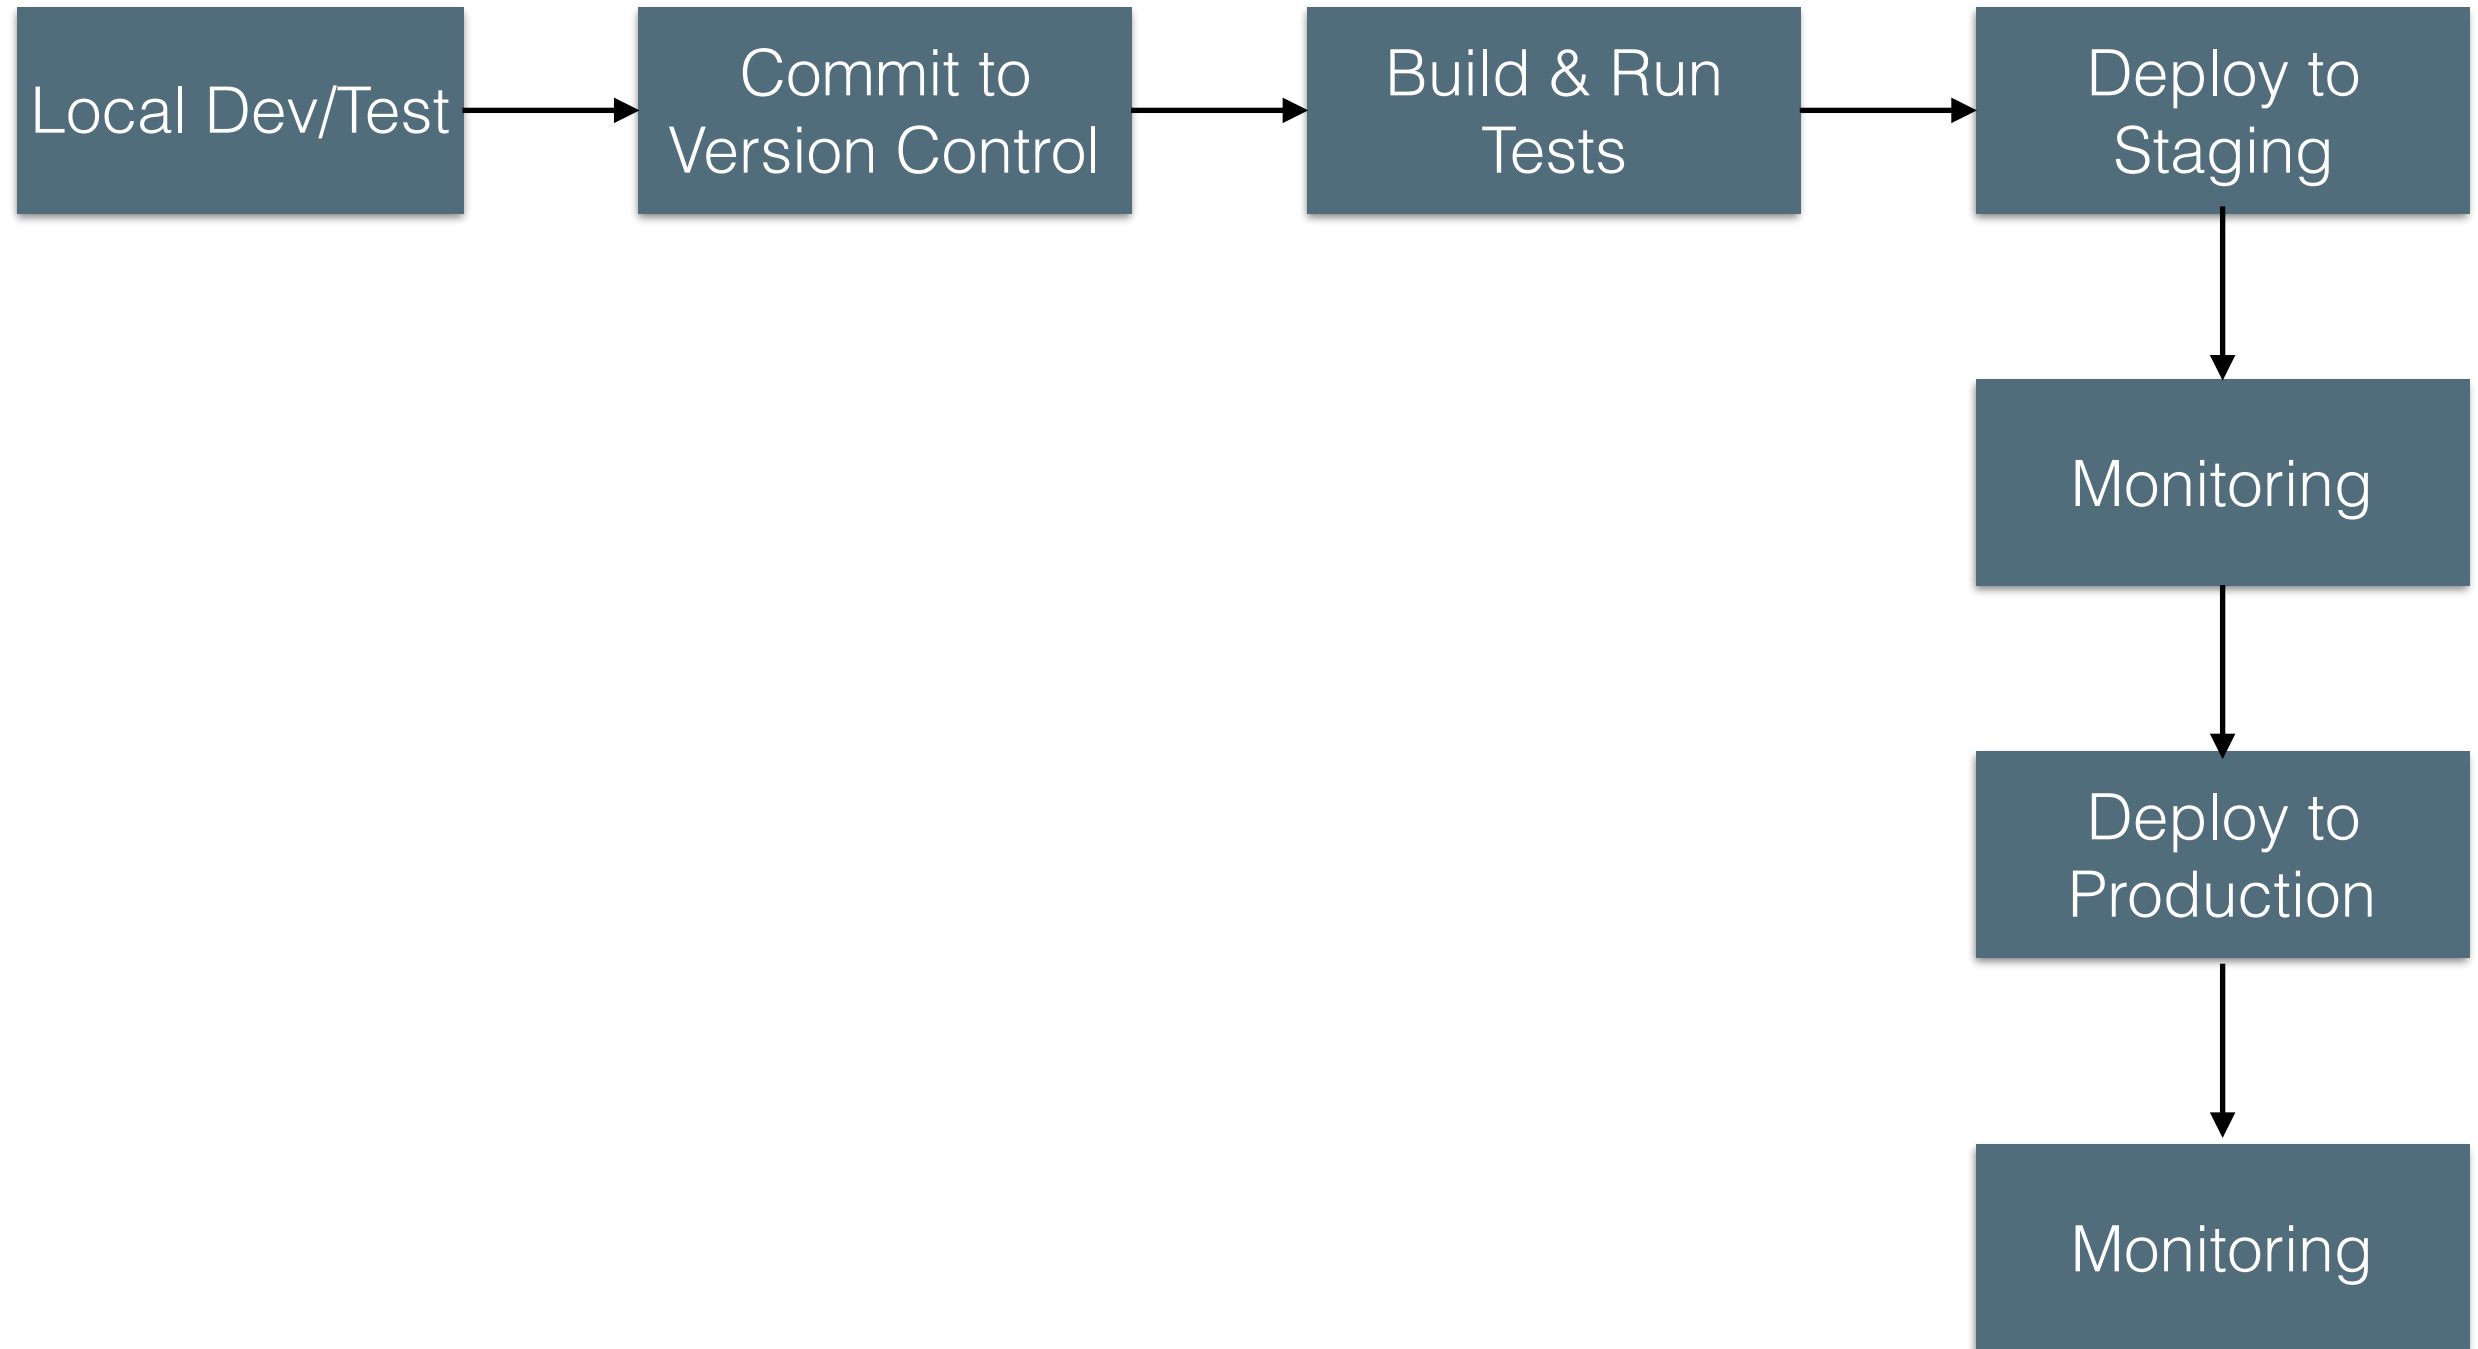 Local Dev/Test
Commit to
Version Control
Build & Run
Tests
Deploy to
Staging
Monitoring
Deploy to
Production
Monitoring